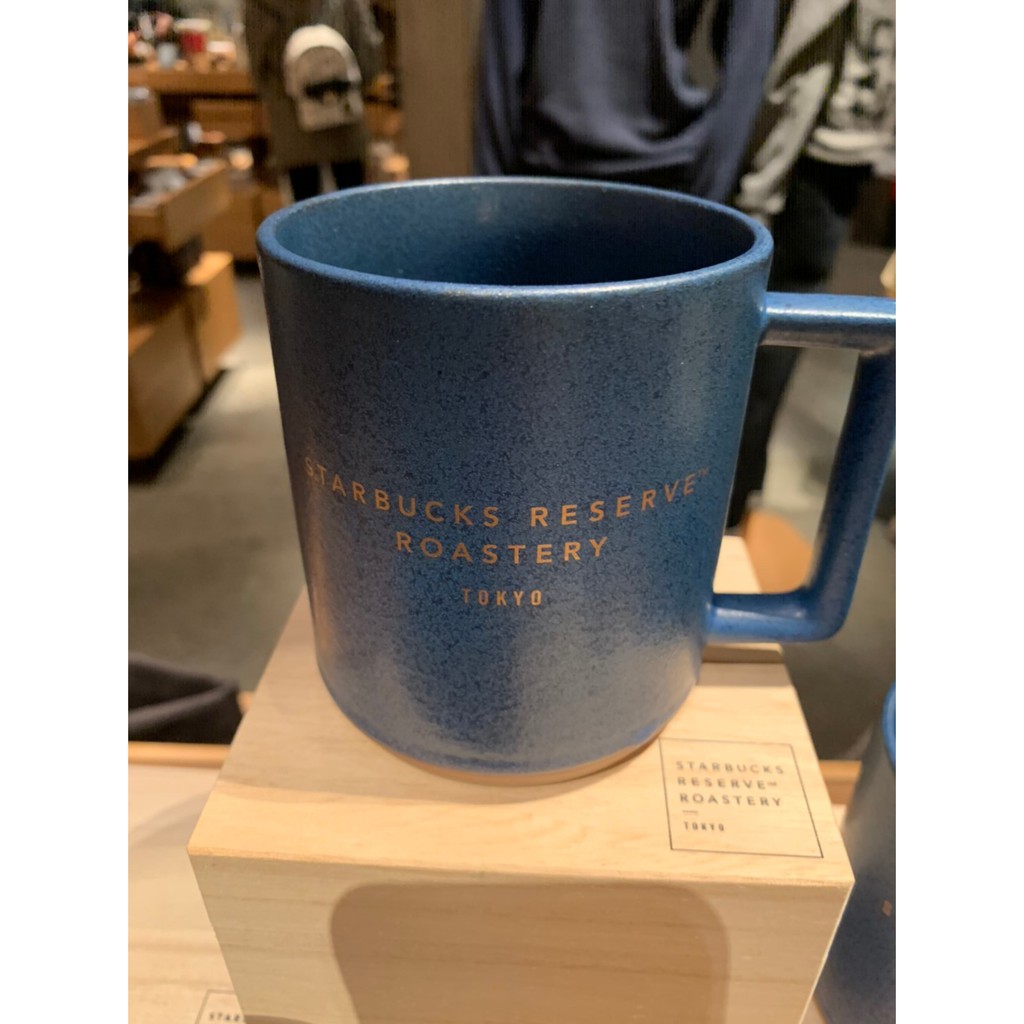 STARBUCKS RESERVE™
ROASTERY
TOKYO
STARBUCKS
RESERVE™
ROASTERY
—
TOKYO